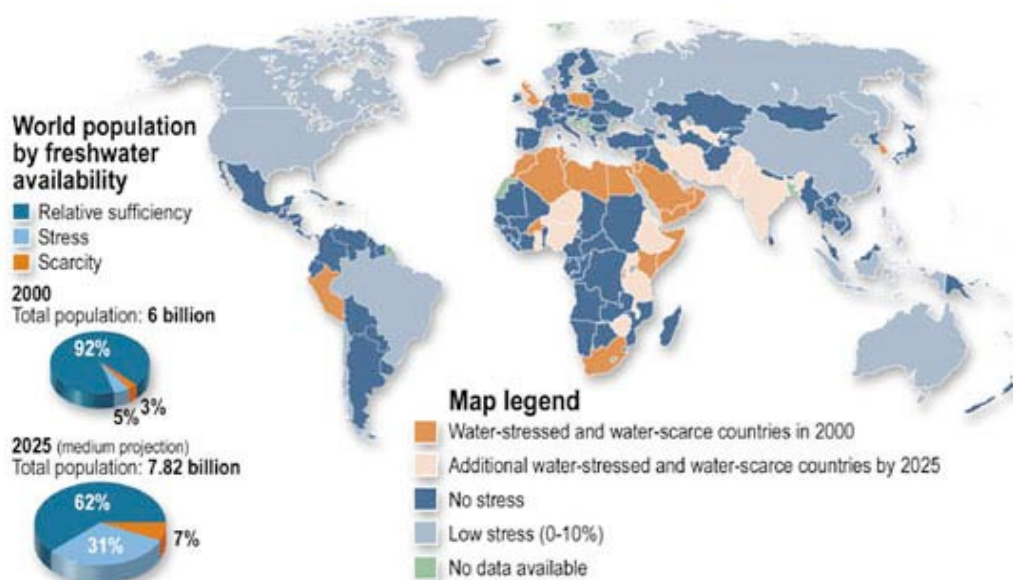 World population
by freshwater
availability
Relative sufficiency
Stress
Scarcity
2000
Total population: 6 billion
92%
5%
3%
2025 (medium projection)
Total population: 7.82 billion
62%
31%
7%
Map legend
Water-stressed and water-scarce countries in 2000
Additional water-stressed and water-scarce countries by 2025
No stress
Low stress (0-10%)
No data available